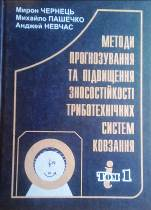 Мирон ЧЕРНЕЦЬ
Михайло ПАШЕЧКО
Анджей НЕВЧАС
МЕТОДИ
ПРОГНОЗУВАННЯ
ТА ПІДВИЩЕННЯ
ЗНОСОСТІЙКОСТІ
ТРИБОТЕХНІЧНИХ
СИСТЕМ
КОВЗАННЯ
ТОМ 1